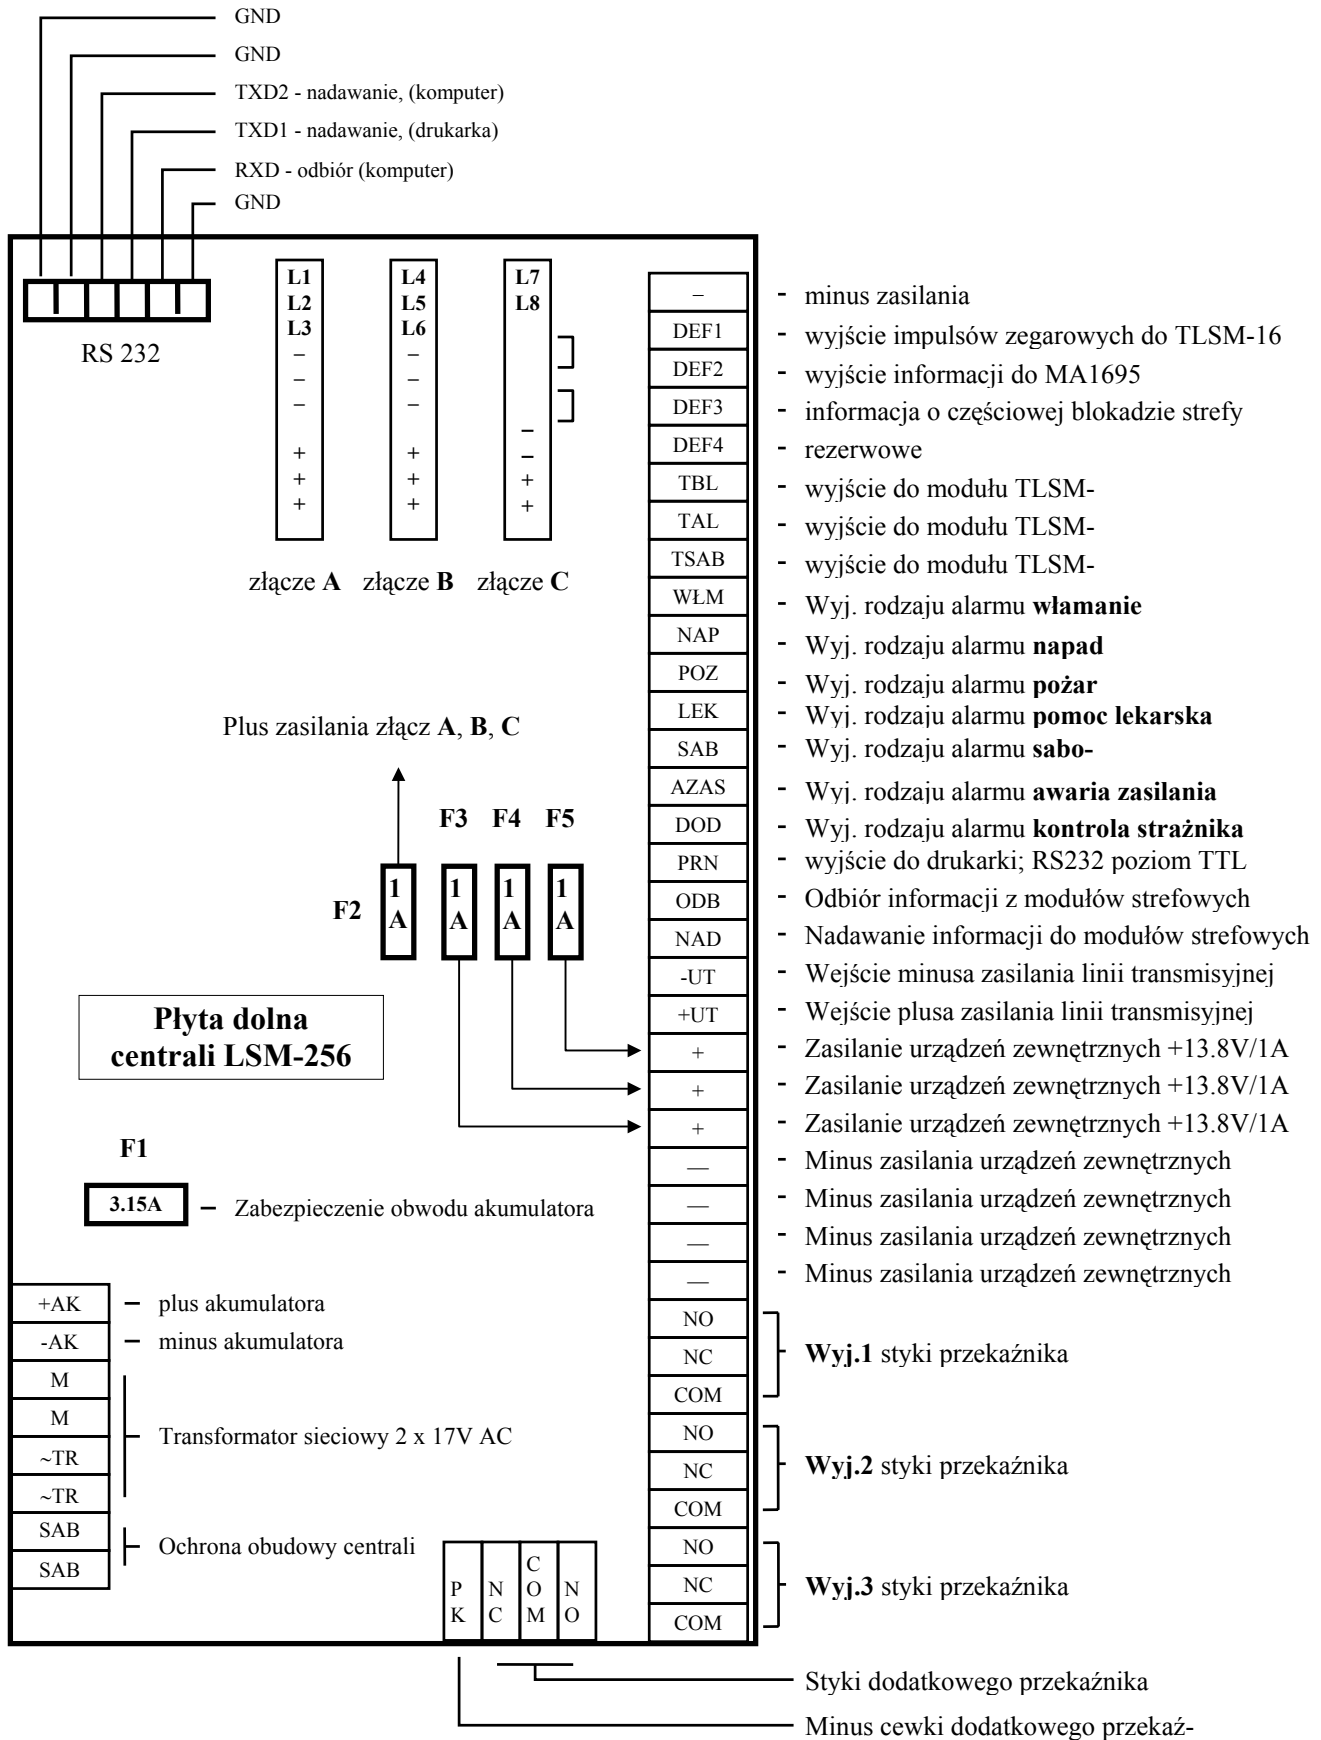 GND
GND
TXD2 - nadawanie, (komputer)
TXD1 - nadawanie, (drukarka)
RXD - odbiór (komputer)
GND
RS 232
L1
L2
L3
–
–
–
+
+
+
złącze A
L4
L5
L6
–
–
–
+
+
+
złącze B
L7
L8
–
–
+
+
złącze C
Plus zasilania złącz A, B, C
F3 F4 F5
F2
1 A
1 A
1 A
1 A
Płyta dolna
centrali LSM-256
F1
3.15A – Zabezpieczenie obwodu akumulatora
+AK – plus akumulatora
-AK – minus akumulatora
M
M
~TR
~TR
Transformator sieciowy 2 x 17V AC
SAB
SAB
Ochrona obudowy centrali
– - minus zasilania
DEF1 - wyjście impulsów zegarowych do TLSM-16
DEF2 - wyjście informacji do MA1695
DEF3 - informacja o częściowej blokadzie strefy
DEF4 - rezerwowe
TBL - wyjście do modułu TLSM-
TAL - wyjście do modułu TLSM-
TSAB - wyjście do modułu TLSM-
WŁM - Wyj. rodzaju alarmu włamanie
NAP - Wyj. rodzaju alarmu napad
POZ - Wyj. rodzaju alarmu pożar
LEK - Wyj. rodzaju alarmu pomoc lekarska
SAB - Wyj. rodzaju alarmu sabo-
AZAS - Wyj. rodzaju alarmu awaria zasilania
DOD - Wyj. rodzaju alarmu kontrola strażnika
PRN - wyjście do drukarki; RS232 poziom TTL
ODB - Odbiór informacji z modułów strefowych
NAD - Nadawanie informacji do modułów strefowych
-UT - Wejście minusa zasilania linii transmisyjnej
+UT - Wejście plusa zasilania linii transmisyjnej
+ - Zasilanie urządzeń zewnętrznych +13.8V/1A
+ - Zasilanie urządzeń zewnętrznych +13.8V/1A
+ - Zasilanie urządzeń zewnętrznych +13.8V/1A
— - Minus zasilania urządzeń zewnętrznych
— - Minus zasilania urządzeń zewnętrznych
— - Minus zasilania urządzeń zewnętrznych
— - Minus zasilania urządzeń zewnętrznych
NO
NC
COM
Wyj.1 styki przekaźnika
NO
NC
COM
Wyj.2 styki przekaźnika
NO
NC
COM
Wyj.3 styki przekaźnika
PK NC COM NO
Styki dodatkowego przekaźnika
Minus cewki dodatkowego przekaź-